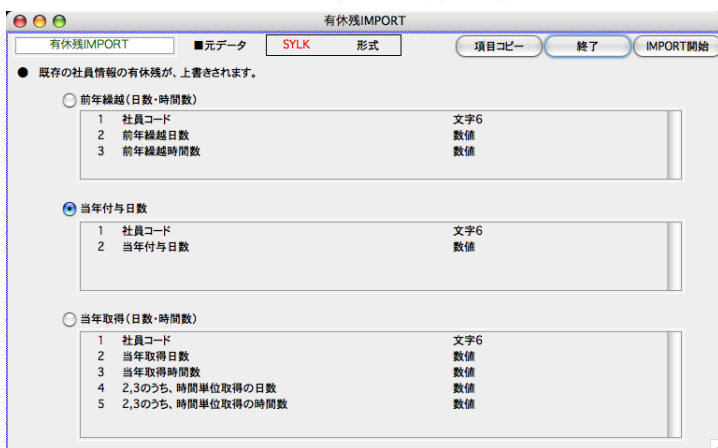 有休残IMPORT
有休残IMPORT ■元データ SYLK 形式 項目コピー 終了 IMPORT開始
● 既存の社員情報の有休残が、上書きされます。
前年繰越(日数・時間数)
1 社員コード 文字6
2 前年繰越日数 数値
3 前年繰越時間数 数値
当年付与日数
1 社員コード 文字6
2 当年付与日数 数値
当年取得(日数・時間数)
1 社員コード 文字6
2 当年取得日数 数値
3 当年取得時間数 数値
4 2,3のうち、時間単位取得の日数 数値
5 2,3のうち、時間単位取得の時間数 数値